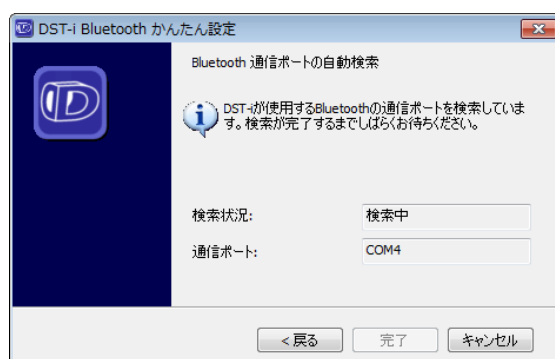 DST-i Bluetooth かんたん設定
Bluetooth 通信ポートの自動検索
DST-iが使用するBluetoothの通信ポートを検索していま
す。検索が完了するまでしばらくお待ちください。
検索状況: 検索中
通信ポート: COM4
<戻る 完了 キャンセル